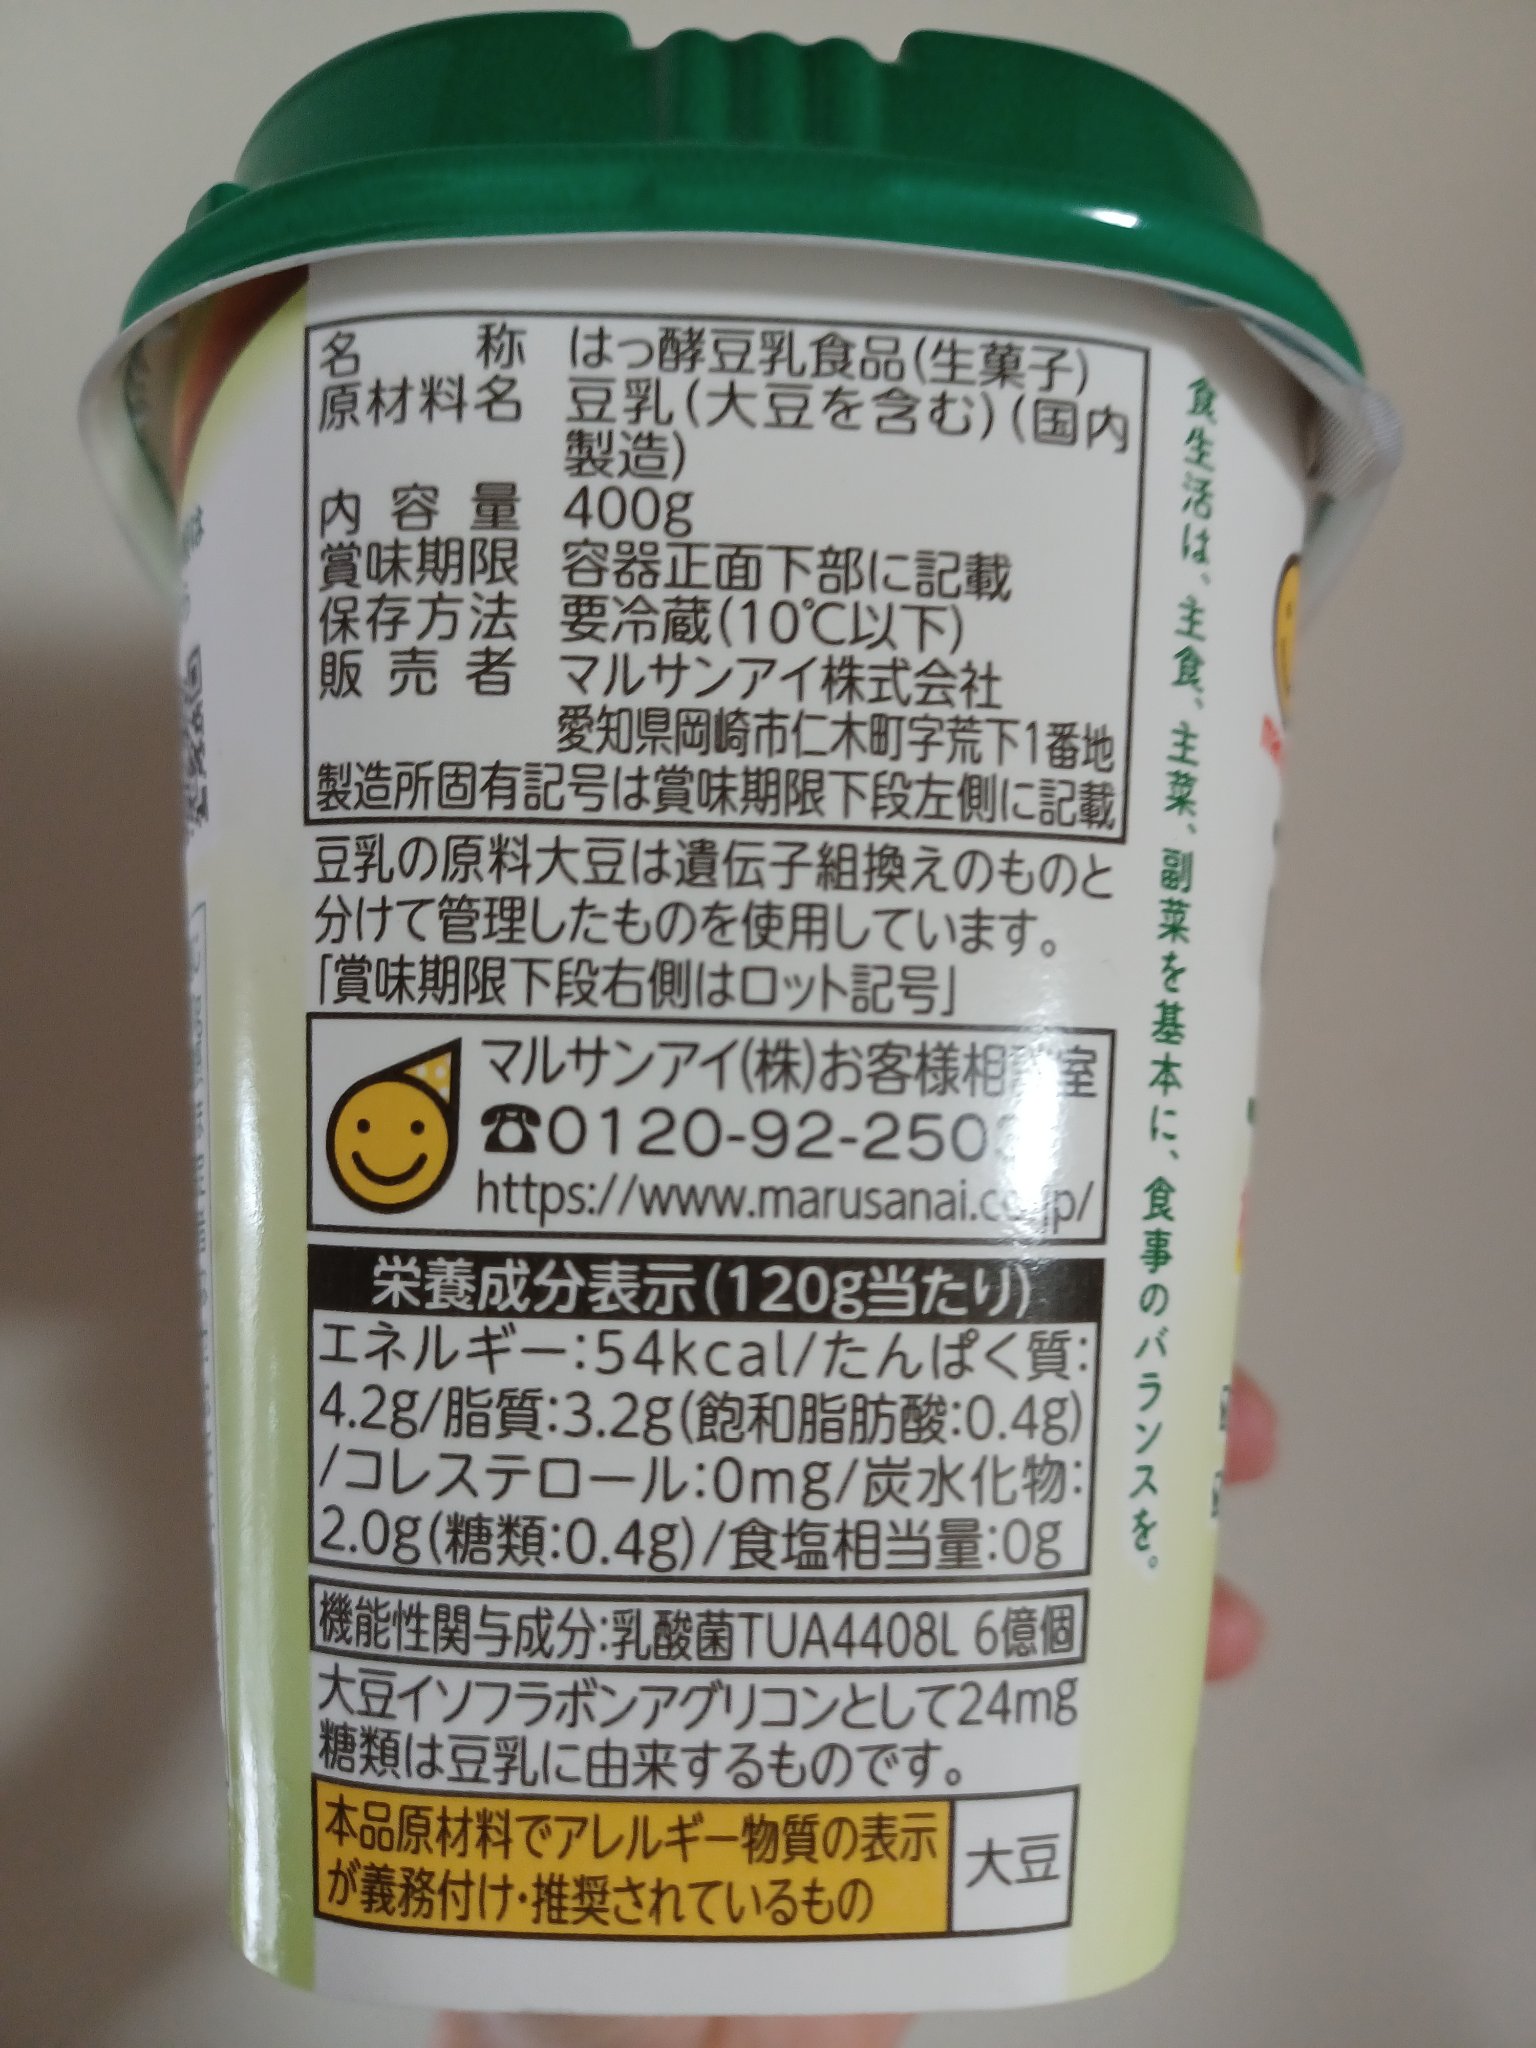 名称 はっ酵豆乳食品(生菓子)
原材料名 豆乳(大豆を含む)(国内
製造)
内容量 400g
賞味期限 容器正面下部に記載
保存方法 要冷蔵(10℃以下)
販売者 マルサンアイ株式会社
愛知県岡崎市仁木町字荒下1番地
製造所固有記号は賞味期限下段左側に記載
豆乳の原料大豆は遺伝子組換えのものと
分けて管理したものを使用しています。
「賞味期限下段右側はロット記号」
マルサンアイ(株)お客様相談室
☎0120-92-250
https://www.marusanai.co.jp/
栄養成分表示(120g当たり)
エネルギー:54kcal/たんぱく質:
4.2g/脂質:3.2g(飽和脂肪酸:0.4g)
/コレステロール:0mg/炭水化物:
2.0g(糖類:0.4g)/食塩相当量:0g
機能性関与成分:乳酸菌TUA4408L 6億個
大豆イソフラボンアグリコンとして24mg
糖類は豆乳に由来するものです。
本品原材料でアレルギー物質の表示
が義務付け・推奨されているもの
大豆
食生活は、主食、主菜、副菜を基本に、食事のバランスを。